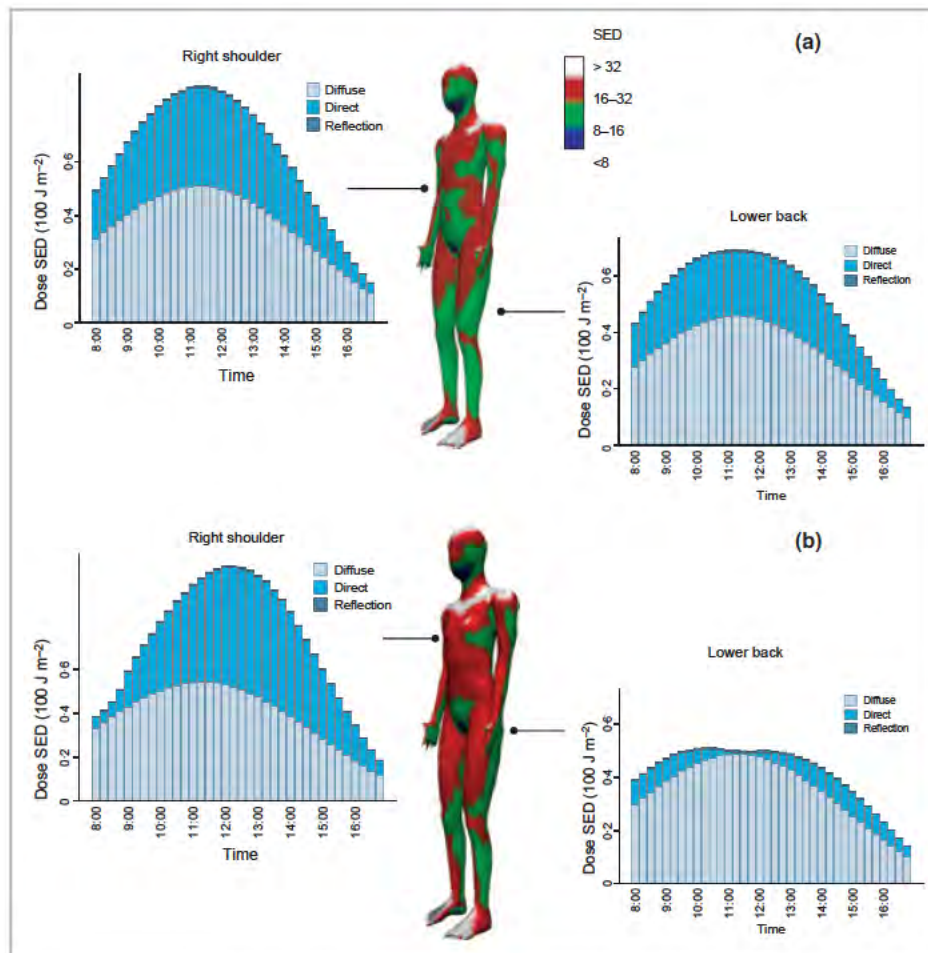 (a)
SED
> 32
16–32
8–16
<8
Right shoulder
Diffuse
Direct
Reflection
Dose SED (100 J m−2)
0·6
0·4
0·2
0
8:00
9:00
10:00
11:00
12:00
13:00
14:00
15:00
16:00
Time
Lower back
Diffuse
Direct
Reflection
Dose SED (100 J m−2)
0·6
0·4
0·2
0
8:00
9:00
10:00
11:00
12:00
13:00
14:00
15:00
16:00
Time
(b)
Right shoulder
Diffuse
Direct
Reflection
Dose SED (100 J m−2)
0·6
0·4
0·2
0
8:00
9:00
10:00
11:00
12:00
13:00
14:00
15:00
16:00
Time
Lower back
Diffuse
Direct
Reflection
Dose SED (100 J m−2)
0·6
0·4
0·2
0
8:00
9:00
10:00
11:00
12:00
13:00
14:00
15:00
16:00
Time